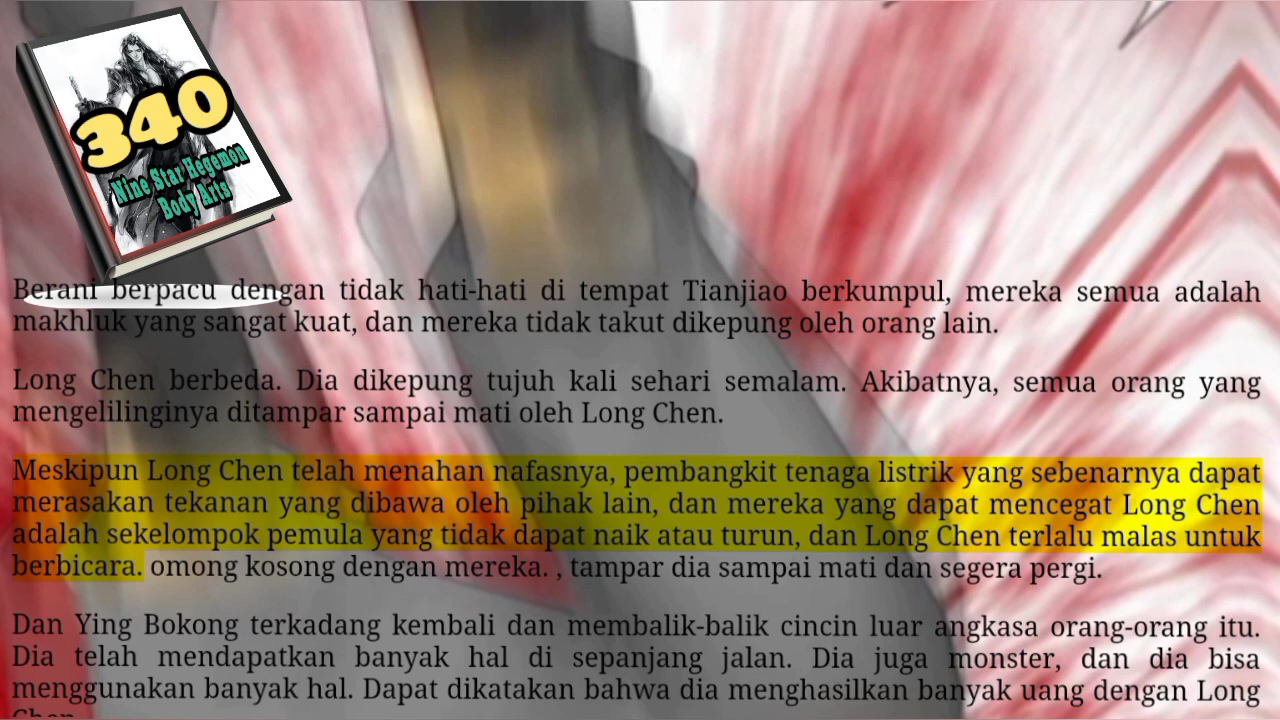 340
Nine Star Hegemon
Body Arts
Berani berpacu dengan tidak hati-hati di tempat Tianjiao berkumpul, mereka semua adalah
makhluk yang sangat kuat, dan mereka tidak takut dikepung oleh orang lain.
Long Chen berbeda. Dia dikepung tujuh kali sehari semalam. Akibatnya, semua orang yang
mengelilinginya ditampar sampai mati oleh Long Chen.
Meskipun Long Chen telah menahan nafasnya, pembangkit tenaga listrik yang sebenarnya dapat
merasakan tekanan yang dibawa oleh pihak lain, dan mereka yang dapat mencegat Long Chen
adalah sekelompok pemula yang tidak dapat naik atau turun, dan Long Chen terlalu malas untuk
berbicara. omong kosong dengan mereka. , tampar dia sampai mati dan segera pergi.
Dan Ying Bokong terkadang kembali dan membalik-balik cincin luar angkasa orang-orang itu.
Dia telah mendapatkan banyak hal di sepanjang jalan. Dia juga monster, dan dia bisa
menggunakan banyak hal. Dapat dikatakan bahwa dia menghasilkan banyak uang dengan Long